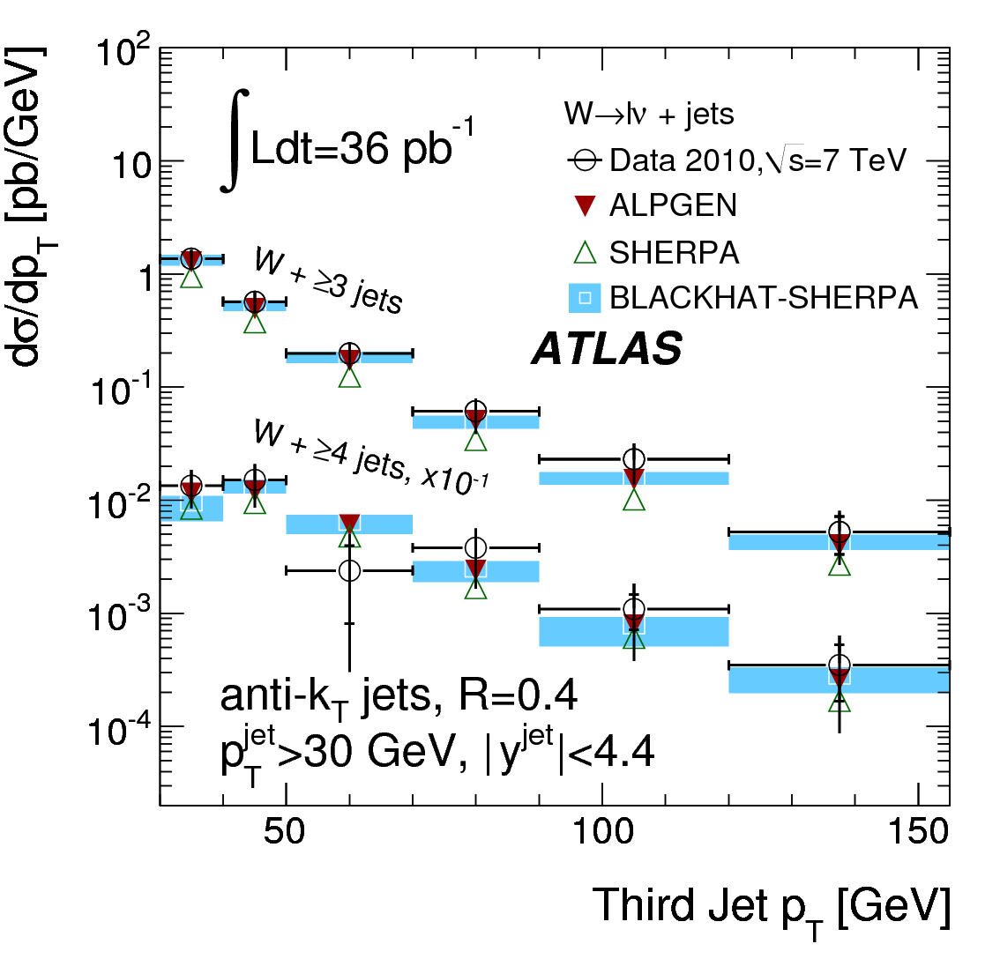 dσ/dp_T [pb/GeV]
10²
10
1
10⁻¹
10⁻²
10⁻³
10⁻⁴
∫Ldt=36 pb⁻¹
W→lν + jets
Data 2010,√s=7 TeV
ALPGEN
SHERPA
BLACKHAT-SHERPA
ATLAS
W + ≥3 jets
W + ≥4 jets, x10⁻¹
anti-k_T jets, R=0.4
p_T^jet>30 GeV, |y^jet|<4.4
50 100 150
Third Jet p_T [GeV]